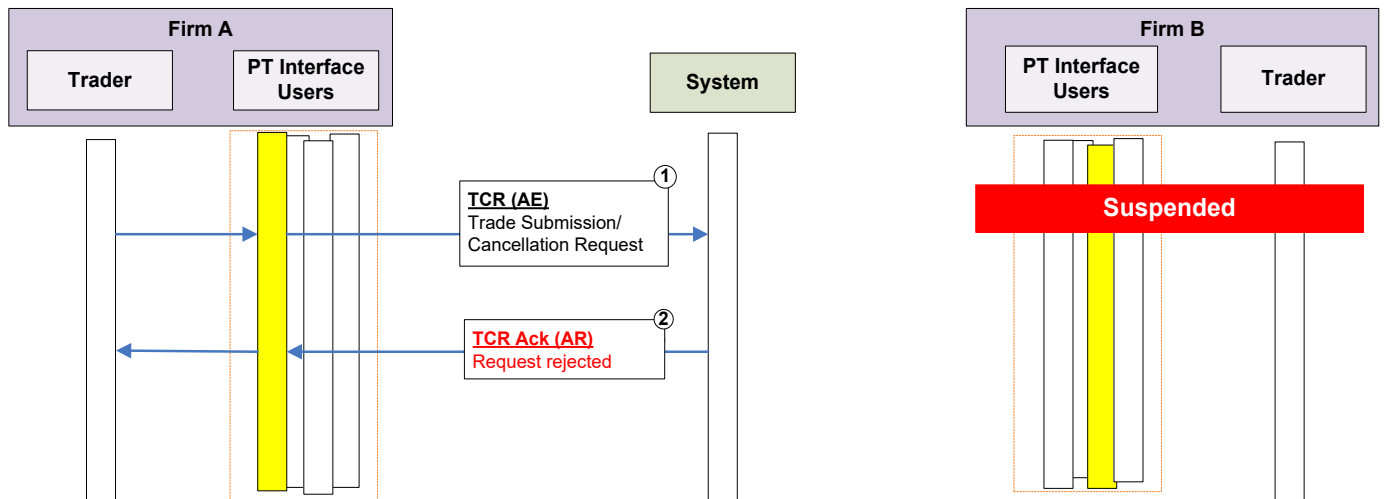 Firm A
Trader
PT Interface
Users
System
Firm B
PT Interface
Users
Trader
1
TCR (AE)
Trade Submission/
Cancellation Request
Suspended
2
TCR Ack (AR)
Request rejected